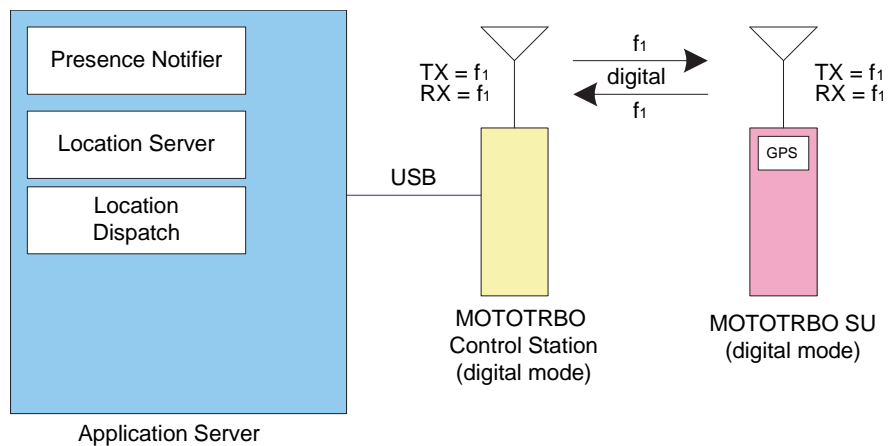 Presence Notifier
Location Server
Location
Dispatch
Application Server
USB
TX = f1
RX = f1
MOTOTRBO
Control Station
(digital mode)
f1
digital
f1
TX = f1
RX = f1
GPS
MOTOTRBO SU
(digital mode)